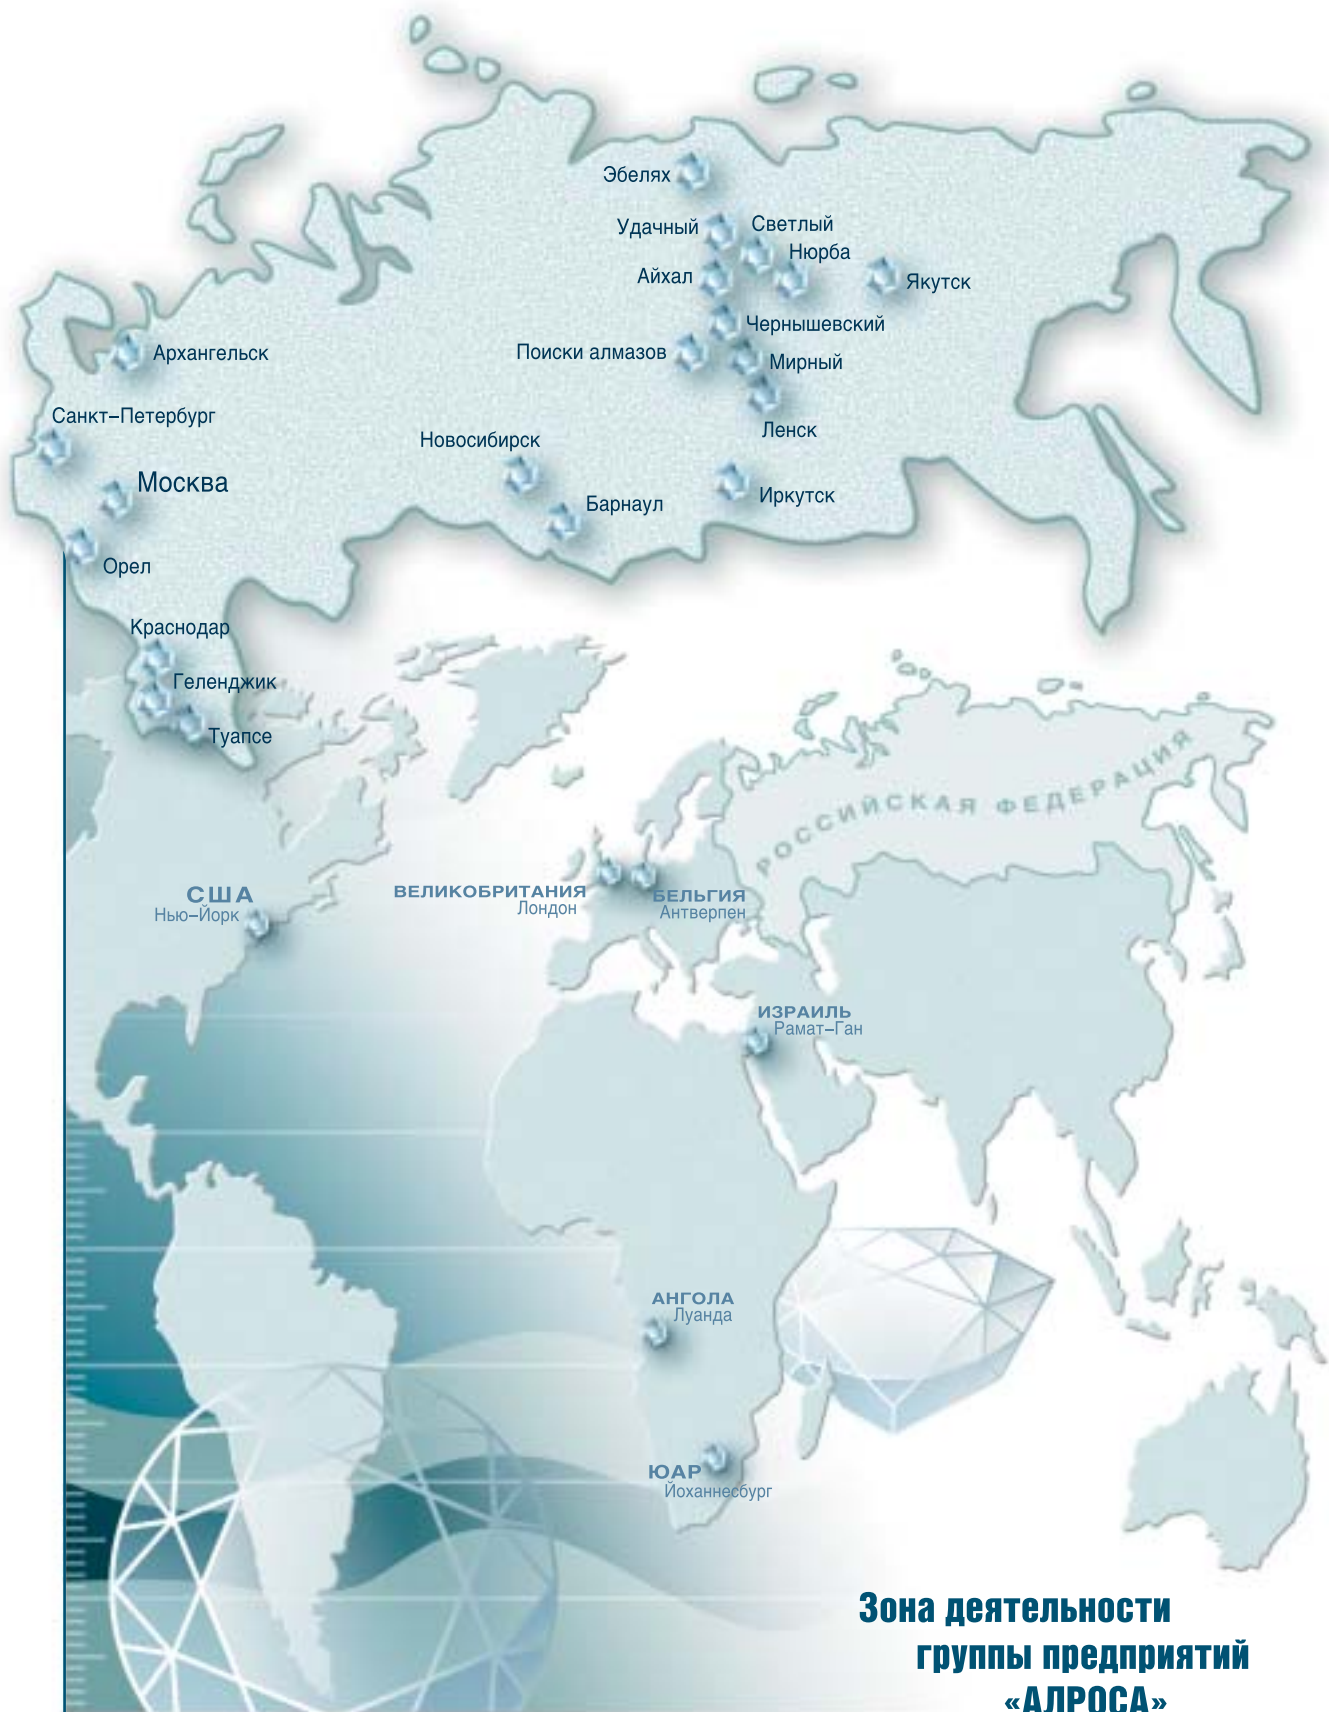 Эбелях
Удачный
Светлый
Нюрба
Айхал
Якутск
Чернышевский
Архангельск
Поиски алмазов
Мирный
Санкт–Петербург
Ленск
Новосибирск
Москва
Иркутск
Барнаул
Орел
Краснодар
Геленджик
Туапсе
РОССИЙСКАЯ ФЕДЕРАЦИЯ
США
Нью–Йорк
ВЕЛИКОБРИТАНИЯ
Лондон
БЕЛЬГИЯ
Антверпен
ИЗРАИЛЬ
Рамат–Ган
АНГОЛА
Луанда
ЮАР
Йоханнесбург
Зона деятельности
группы предприятий
«АЛРОСА»